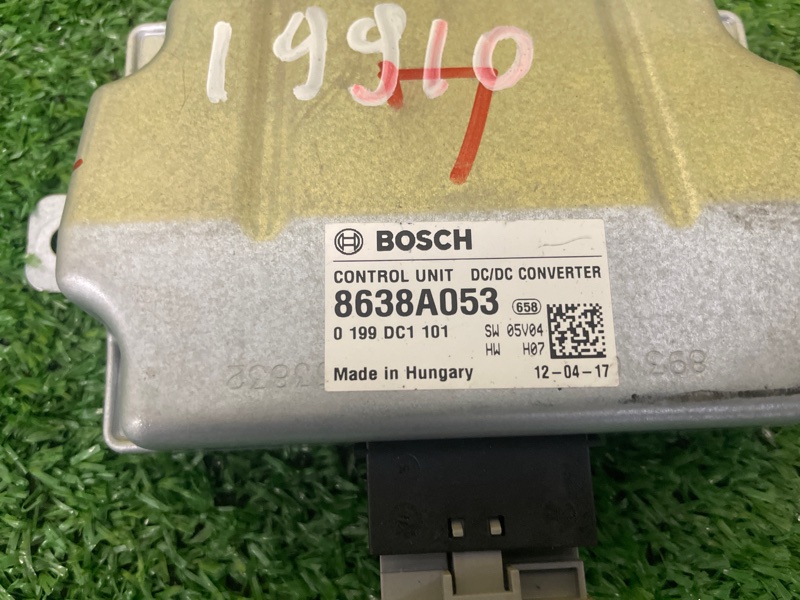 19910
BOSCH
CONTROL UNIT DC/DC CONVERTER
8638A053 658
0 199 DC1 101 SW 05V04
HW H07
Made in Hungary 12-04-17
893